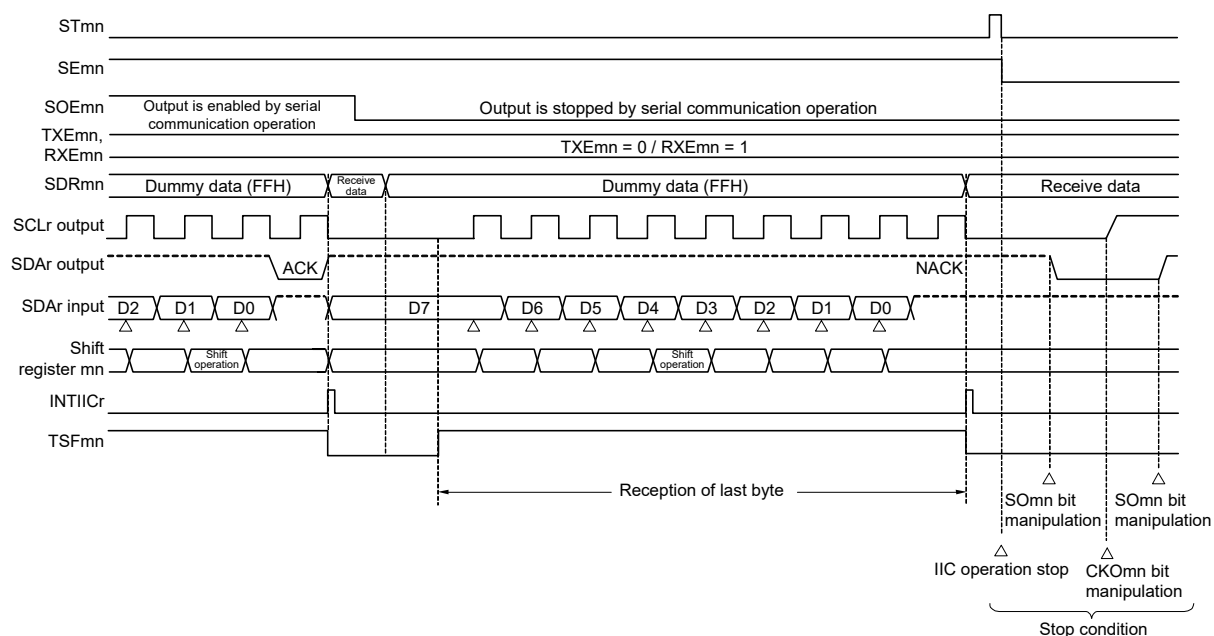 STmn
SEmn
SOEmn
Output is enabled by serial
communication operation
Output is stopped by serial communication operation
TXEmn,
RXEmn
TXEmn = 0 / RXEmn = 1
SDRmn
Dummy data (FFH)
Receive
data
Dummy data (FFH)
Receive data
SCLr output
SDAr output
ACK
NACK
SDAr input
D2 D1 D0 D7 D6 D5 D4 D3 D2 D1 D0
Shift
register mn
Shift
operation
Shift
operation
INTIICr
TSFmn
Reception of last byte
SOmn bit
manipulation
SOmn bit
manipulation
IIC operation stop
CKOmn bit
manipulation
Stop condition